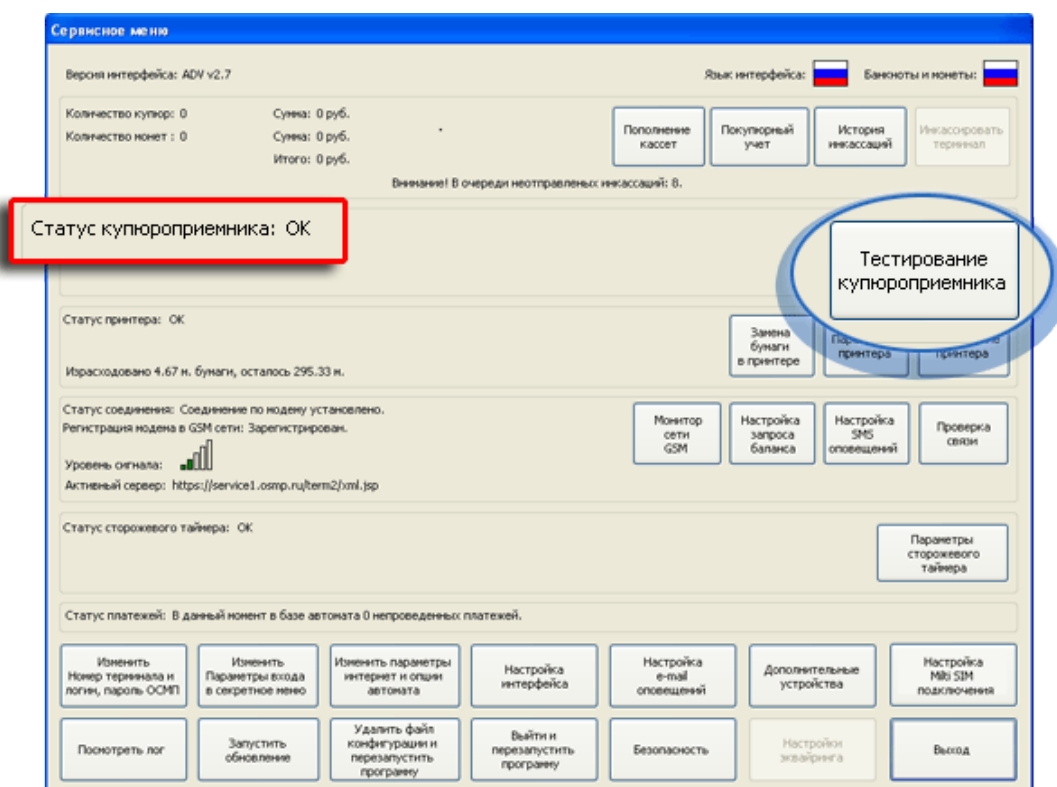 Сервисное меню
Версия интерфейса: ADV v2.7
Язык интерфейса:
Банкноты и монеты:
Количество купюр: 0
Сумма: 0 руб.
Количество монет : 0
Сумма: 0 руб.
Итого: 0 руб.
Пополнение
кассет
Покупюрный
учет
История
инкассаций
Инкассировать
терминал
Внимание! В очереди неотправленых инкассаций: 8.
Статус купюроприемника: ОК
Тестирование
купюроприемника
Статус принтера: ОК
Израсходовано 4.67 м. бумаги, осталось 295.33 м.
Замена
бумаги
в принтере
принтера
принтера
Статус соединения: Соединение по модему установлено.
Регистрация модема в GSM сети: Зарегистрирован.
Уровень сигнала:
Активный сервер: https://service1.osmp.ru/term2/xml.jsp
Монитор
сети
GSM
Настройка
запроса
баланса
Настройка
SMS
оповещений
Проверка
связи
Статус сторожевого таймера: ОК
Параметры
сторожевого
таймера
Статус платежей: В данный момент в базе автомата 0 непроведенных платежей.
Изменить
Номер терминала и
логин, пароль ОСМП
Изменить
Параметры входа
в секретное меню
Изменить параметры
интернет и опции
автомата
Настройка
интерфейса
Настройка
e-mail
оповещений
Дополнительные
устройства
Настройка
Milti SIM
подключения
Посмотреть лог
Запустить
обновление
Удалить файл
конфигурации и
перезапустить
программу
Выйти и
перезапустить
программу
Безопасность
Настройки
эквайринга
Выход